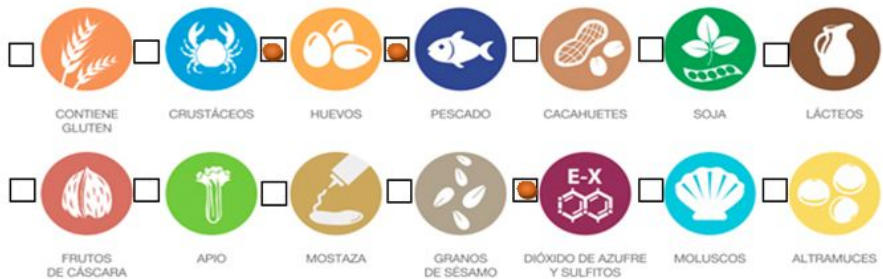 CONTIENE
GLUTEN
CRUSTÁCEOS
HUEVOS
PESCADO
CACAHUETES
SOJA
LÁCTEOS
E-X
FRUTOS
DE CÁSCARA
APIO
MOSTAZA
GRANOS
DE SÉSAMO
DIÓXIDO DE AZUFRE
Y SULFITOS
MOLUSCOS
ALTRAMUCES